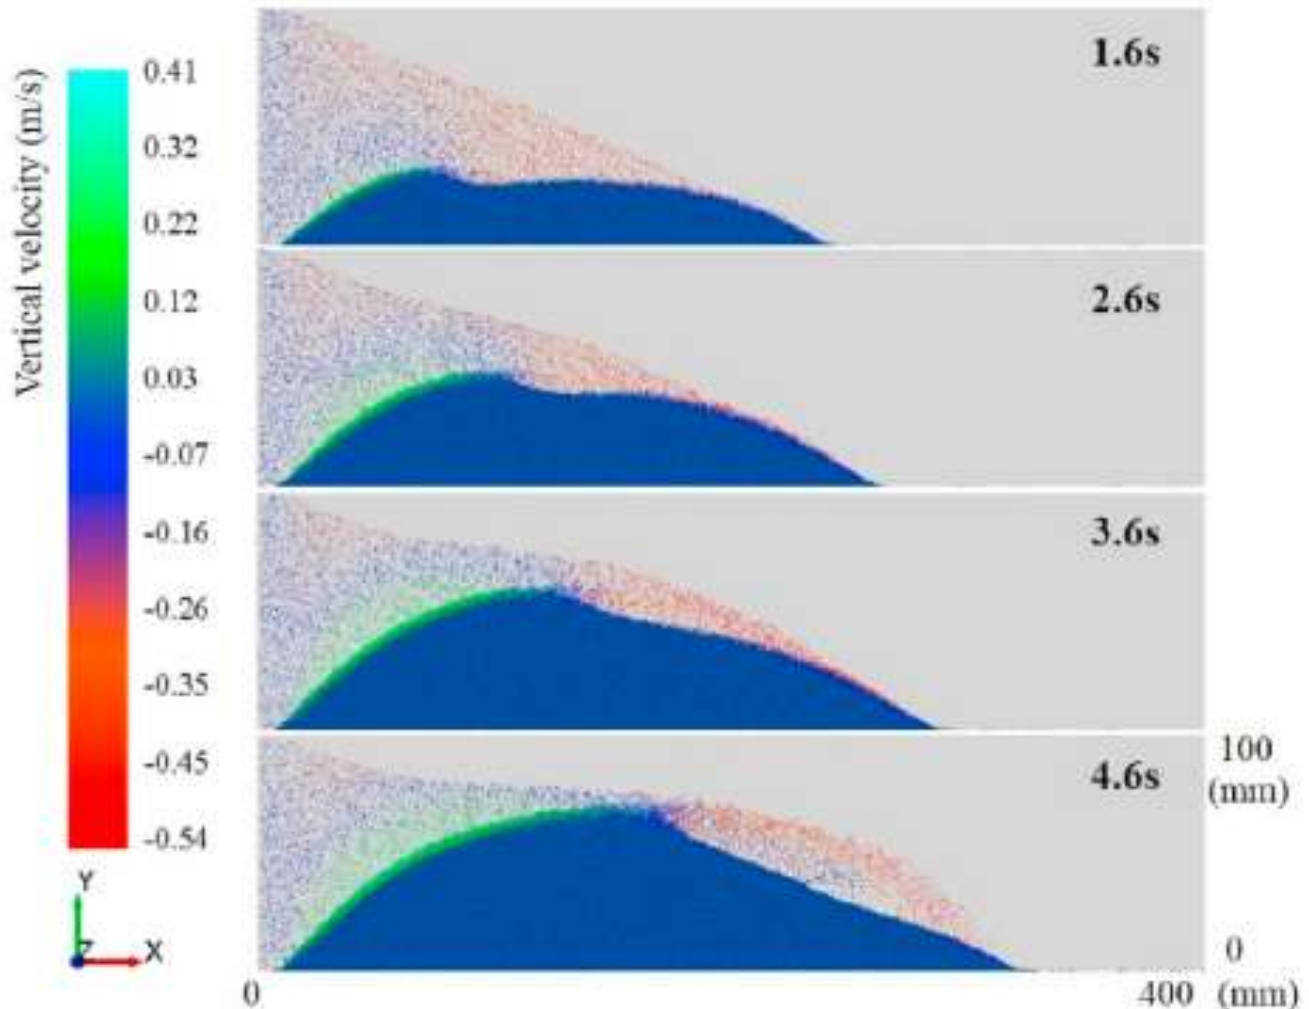 Vertical velocity (m/s)
0.41
0.32
0.22
0.12
0.03
-0.07
-0.16
-0.26
-0.35
-0.45
-0.54
Y
Z X
1.6s
2.6s
3.6s
4.6s
100
(mm)
0
0 400 (mm)